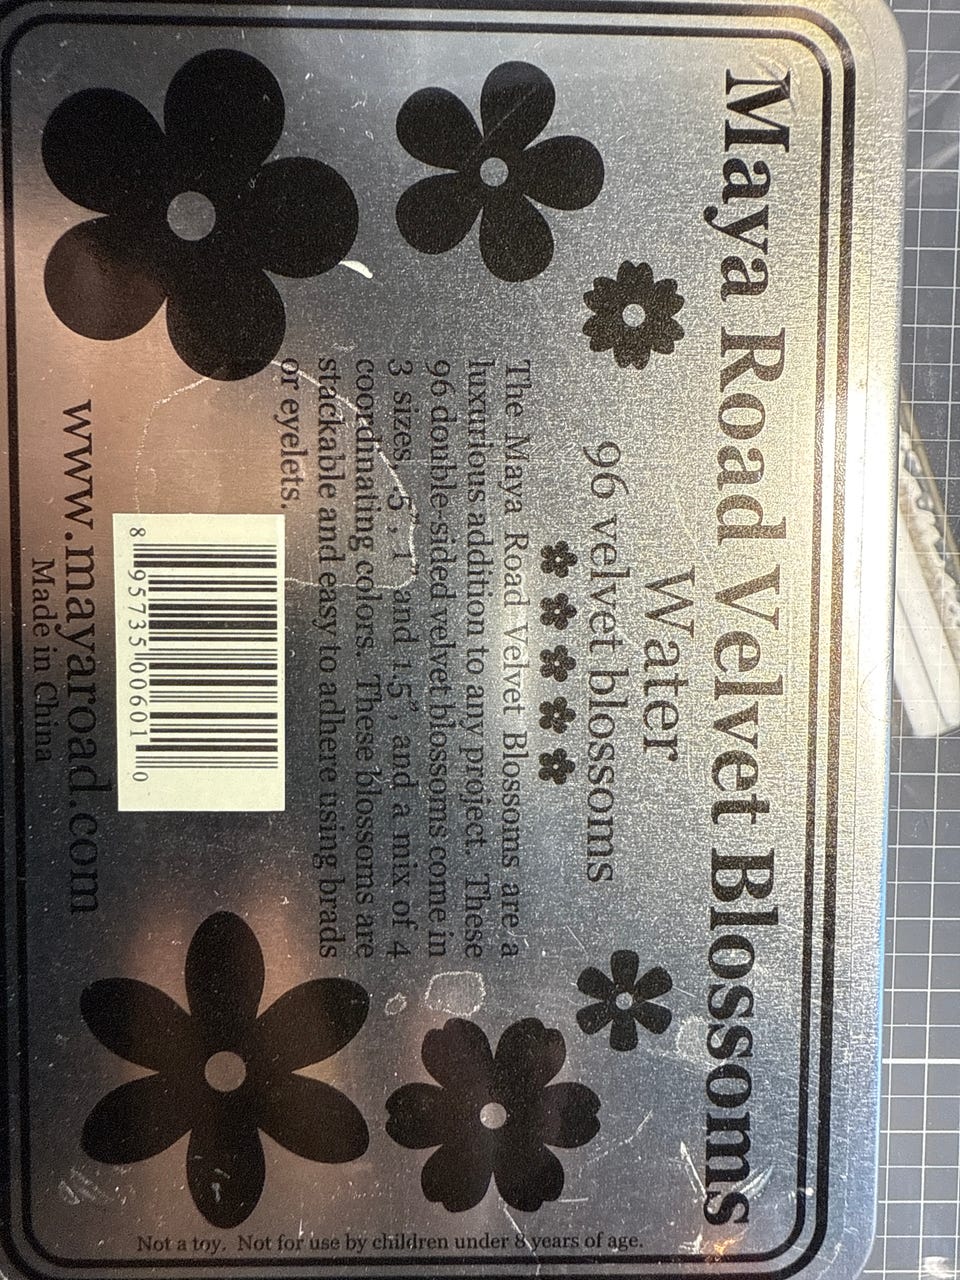 Maya Road Velvet Blossoms
Water
96 velvet blossoms
The Maya Road Velvet Blossoms are a
luxurious addition to any project. These
96 double-sided velvet blossoms come in
3 sizes, .5", 1" and 1.5", and a mix of 4
coordinating colors. These blossoms are
stackable and easy to adhere using brads
or eyelets.
8 95735 00601 0
www.mayaroad.com
Made in China
Not a toy. Not for use by children under 8 years of age.